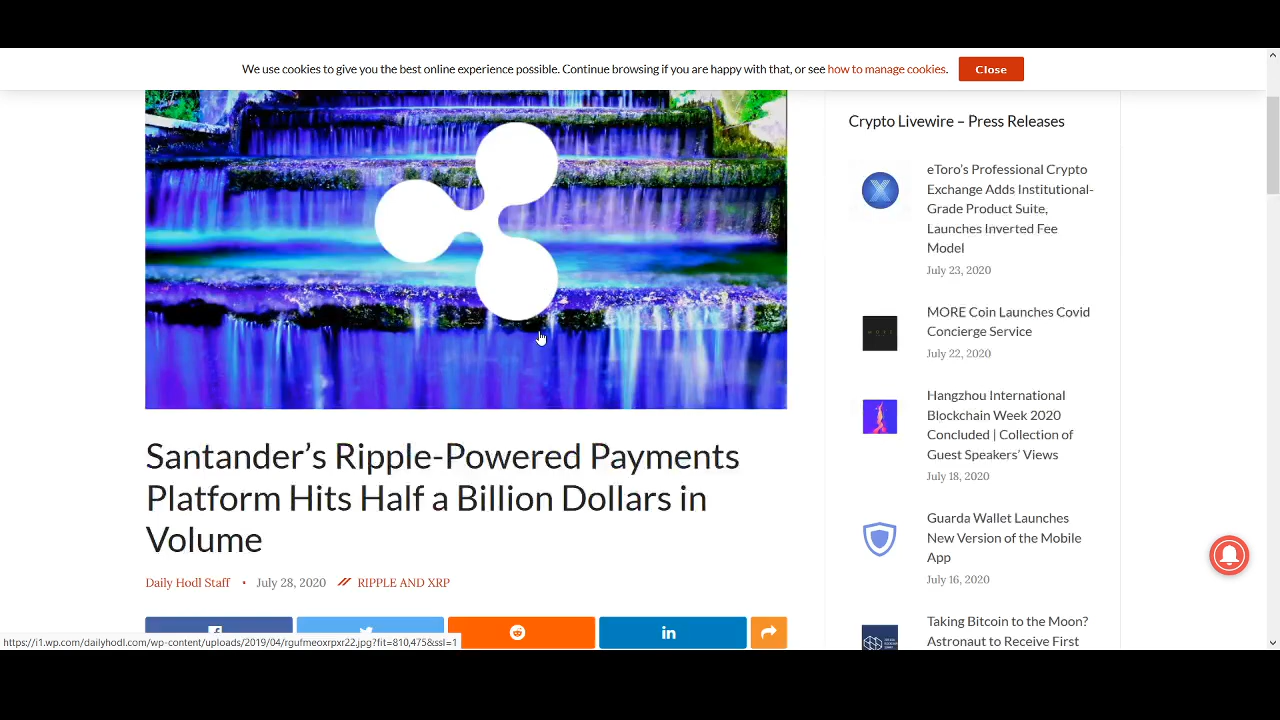 We use cookies to give you the best online experience possible. Continue browsing if you are happy with that, or see how to manage cookies.
Close
Santander’s Ripple-Powered Payments
Platform Hits Half a Billion Dollars in
Volume
Daily Hodl Staff • July 28, 2020 // RIPPLE AND XRP
https://i1.wp.com/dailyhodl.com/wp-content/uploads/2019/04/rgufmeoxrpxr22.jpg?fit=810,475&ssl=1
Crypto Livewire – Press Releases
eToro’s Professional Crypto
Exchange Adds Institutional-
Grade Product Suite,
Launches Inverted Fee
Model
July 23, 2020
MORE Coin Launches Covid
Concierge Service
July 22, 2020
Hangzhou International
Blockchain Week 2020
Concluded | Collection of
Guest Speakers’ Views
July 18, 2020
Guarda Wallet Launches
New Version of the Mobile
App
July 16, 2020
Taking Bitcoin to the Moon?
Astronaut to Receive First